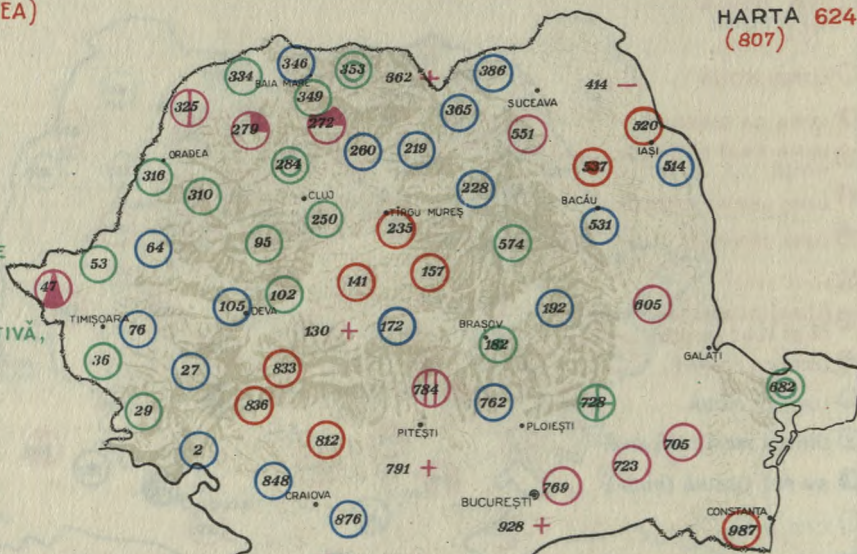 EA)
HARTA 624
(807)
346
334
353
362 +
386
BAIA MARE
349
414 —
365
SUCEAVA
325
279
272
551
520
IAȘI
260
219
537
514
ORADEA
284
316
310
228
CLUJ
BACĂU
TÎRGU MUREȘ
250
235
531
64
95
574
E
53
157
47
141
102
105
DEVA
192
605
TIMIȘOARA
76
130 +
172
BRAȘOV
TIVĂ,
182
GALAȚI
36
27
833
784
762
728
682
836
29
PITEȘTI
PLOIEȘTI
812
705
2
791 +
723
848
769
CRAIOVA
BUCUREȘTI
876
928 +
CONSTANȚA
987